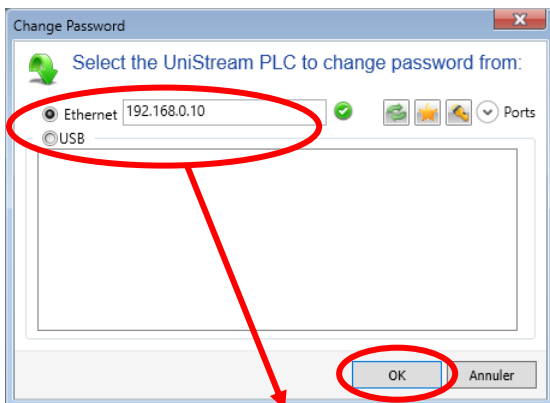 Change Password
Select the UniStream PLC to change password from:
Ethernet 192.168.0.10 Ports
USB
OK Annuler